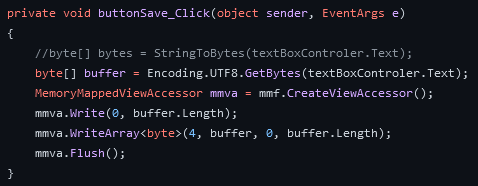 private void buttonSave_Click(object sender, EventArgs e)
{
    //byte[] bytes = StringToBytes(textBoxControler.Text);
    byte[] buffer = Encoding.UTF8.GetBytes(textBoxControler.Text);
    MemoryMappedViewAccessor mmva = mmf.CreateViewAccessor();
    mmva.Write(0, buffer.Length);
    mmva.WriteArray<byte>(4, buffer, 0, buffer.Length);
    mmva.Flush();
}